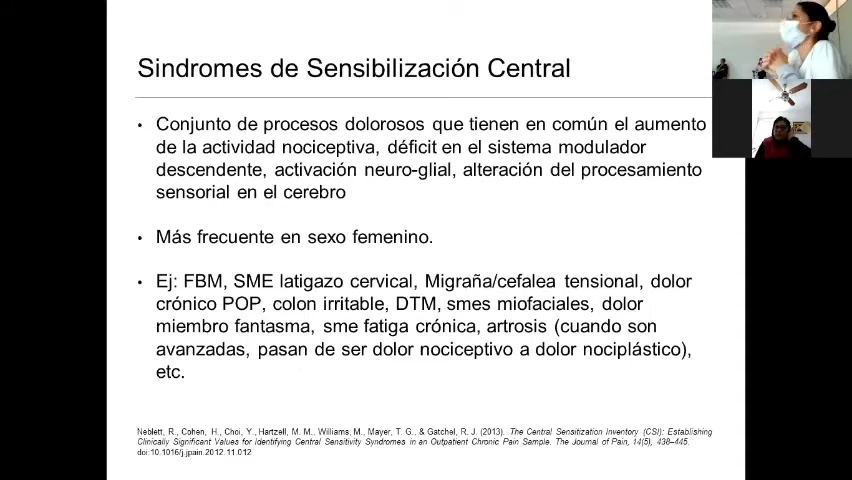 Sindromes de Sensibilización Central
• Conjunto de procesos dolorosos que tienen en común el aumento
de la actividad nociceptiva, déficit en el sistema modulador
descendente, activación neuro-glial, alteración del procesamiento
sensorial en el cerebro
• Más frecuente en sexo femenino.
• Ej: FBM, SME latigazo cervical, Migraña/cefalea tensional, dolor
crónico POP, colon irritable, DTM, smes miofaciales, dolor
miembro fantasma, sme fatiga crónica, artrosis (cuando son
avanzadas, pasan de ser dolor nociceptivo a dolor nociplástico),
etc.
Neblett, R., Cohen, H., Choi, Y., Hartzell, M. M., Williams, M., Mayer, T. G., & Gatchel, R. J. (2013). The Central Sensitization Inventory (CSI): Establishing
Clinically Significant Values for Identifying Central Sensitivity Syndromes in an Outpatient Chronic Pain Sample. The Journal of Pain, 14(5), 438–445.
doi:10.1016/j.jpain.2012.11.012